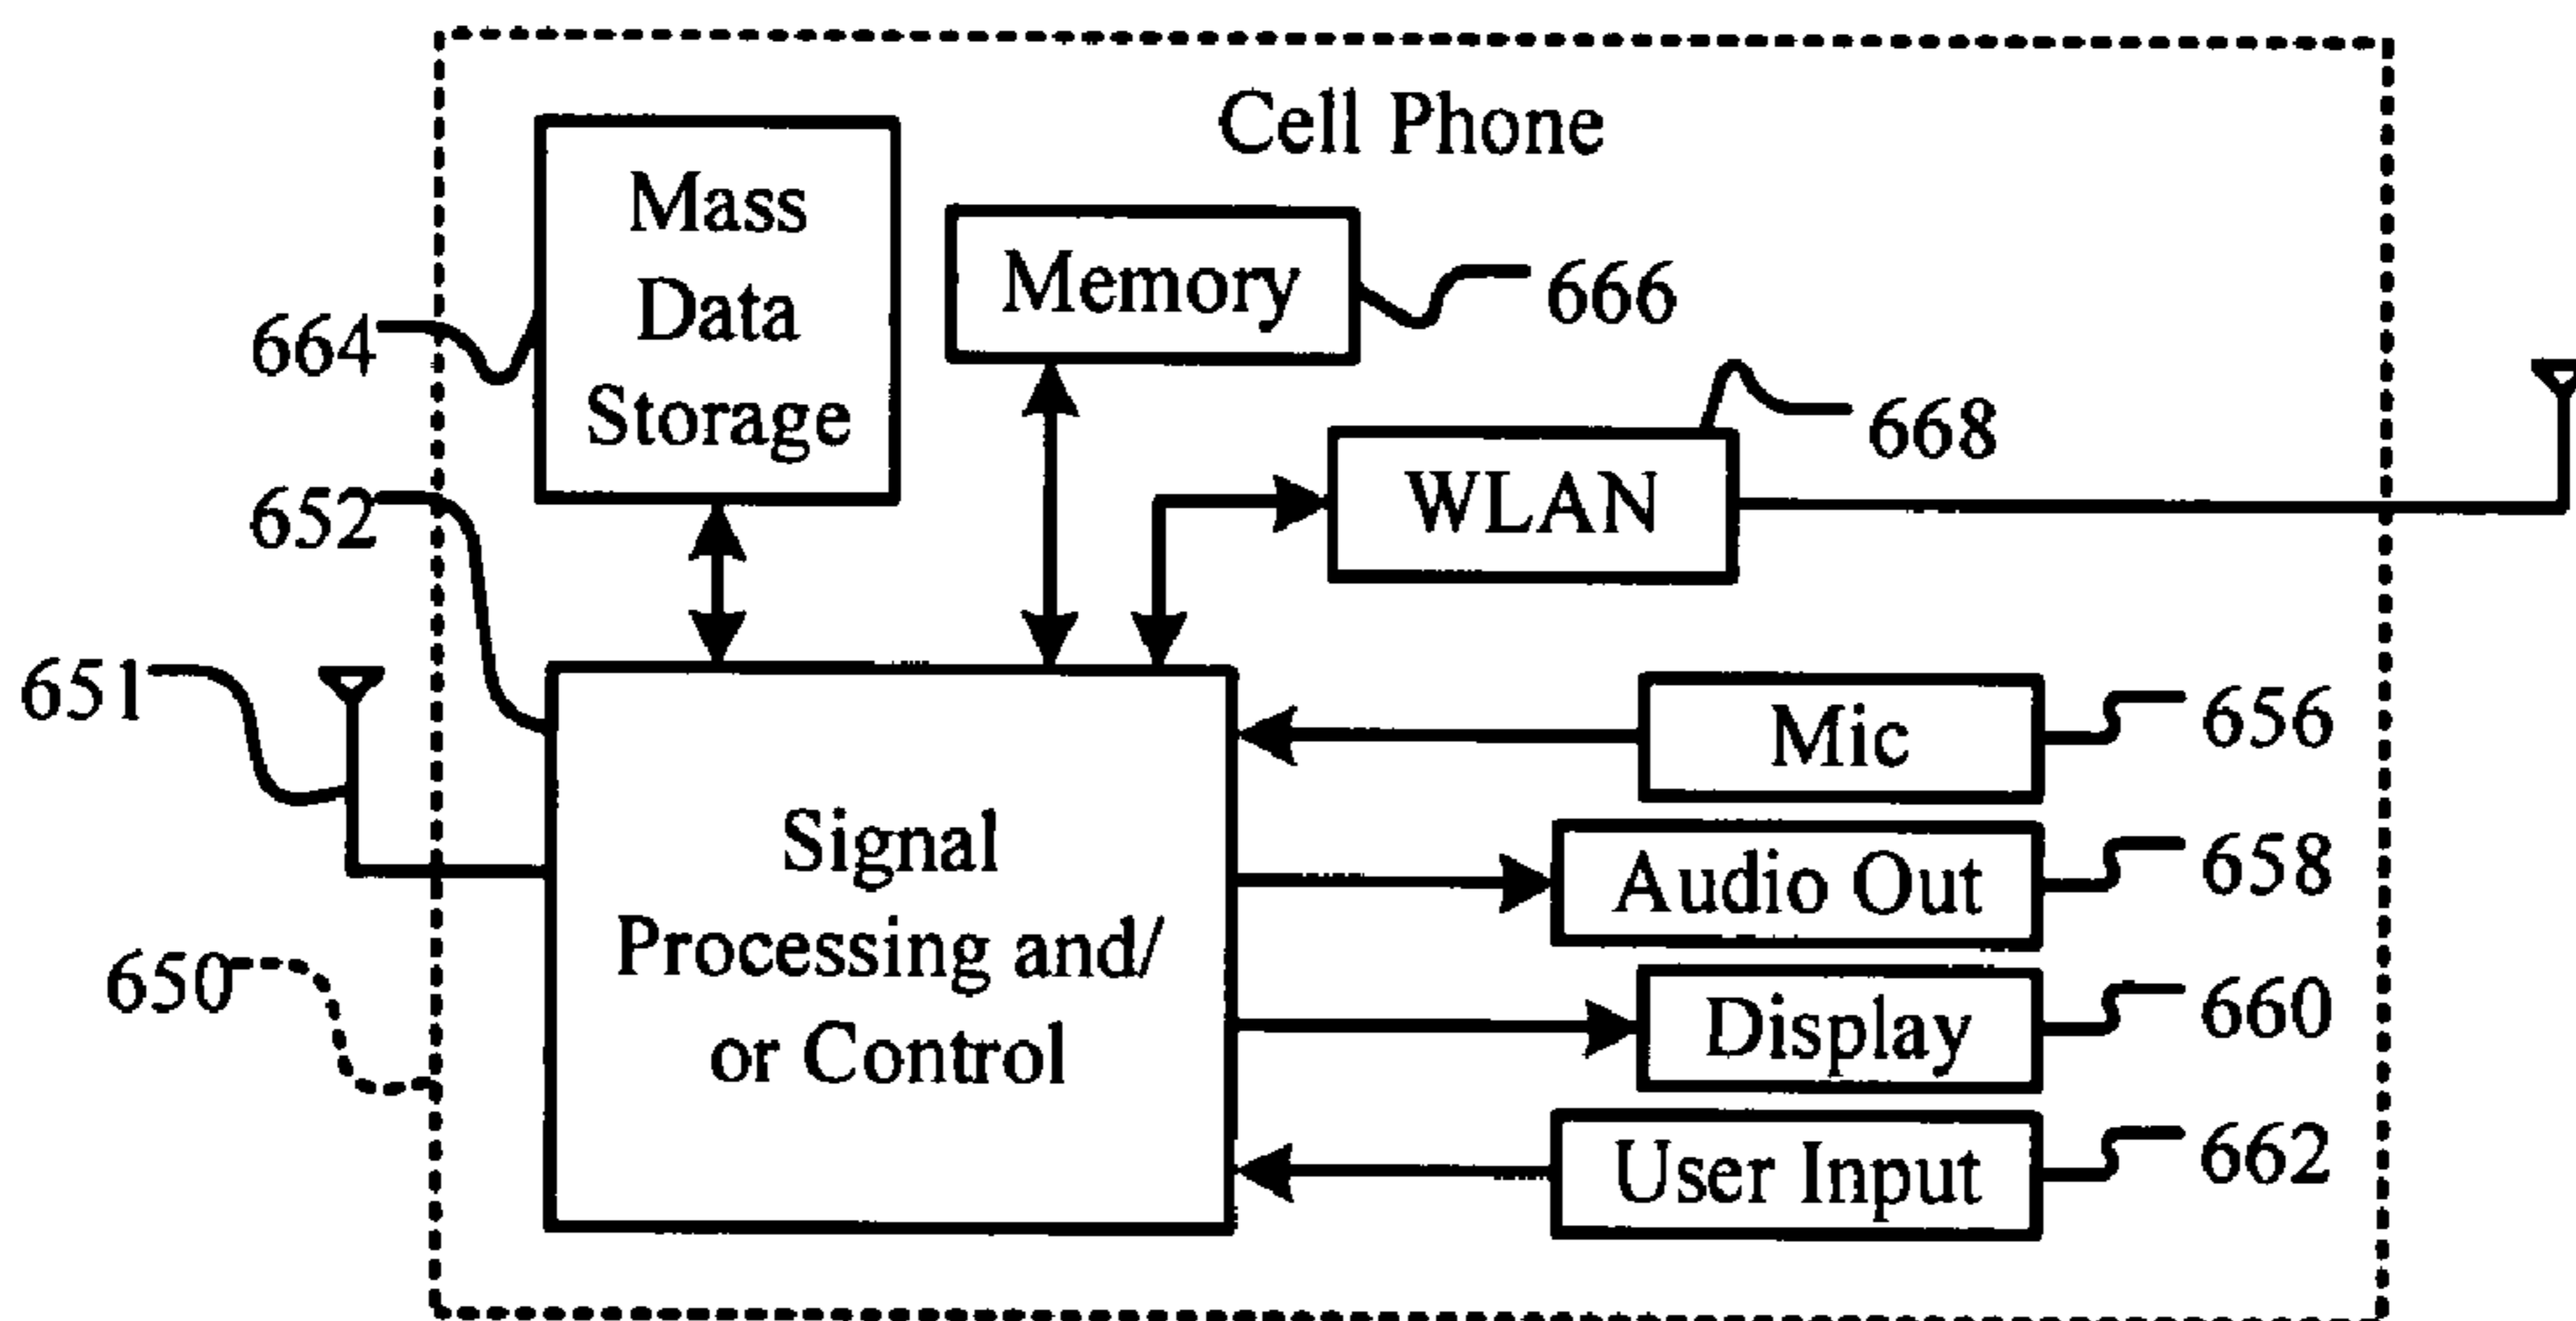 Cell Phone
Mass
Data
Storage
Memory
666
664
WLAN
668
652
651
Mic
656
Signal
Processing and/
or Control
Audio Out
658
650
Display
660
User Input
662